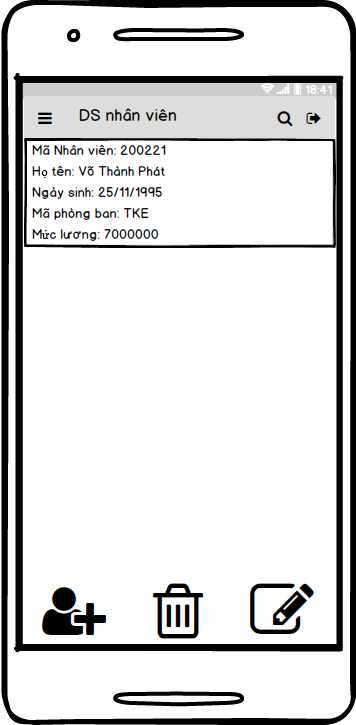 18:41
DS nhân viên
Mã Nhân viên: 200221
Họ tên: Võ Thành Phát
Ngày sinh: 25/11/1995
Mã phòng ban: TKE
Mức lương: 7000000